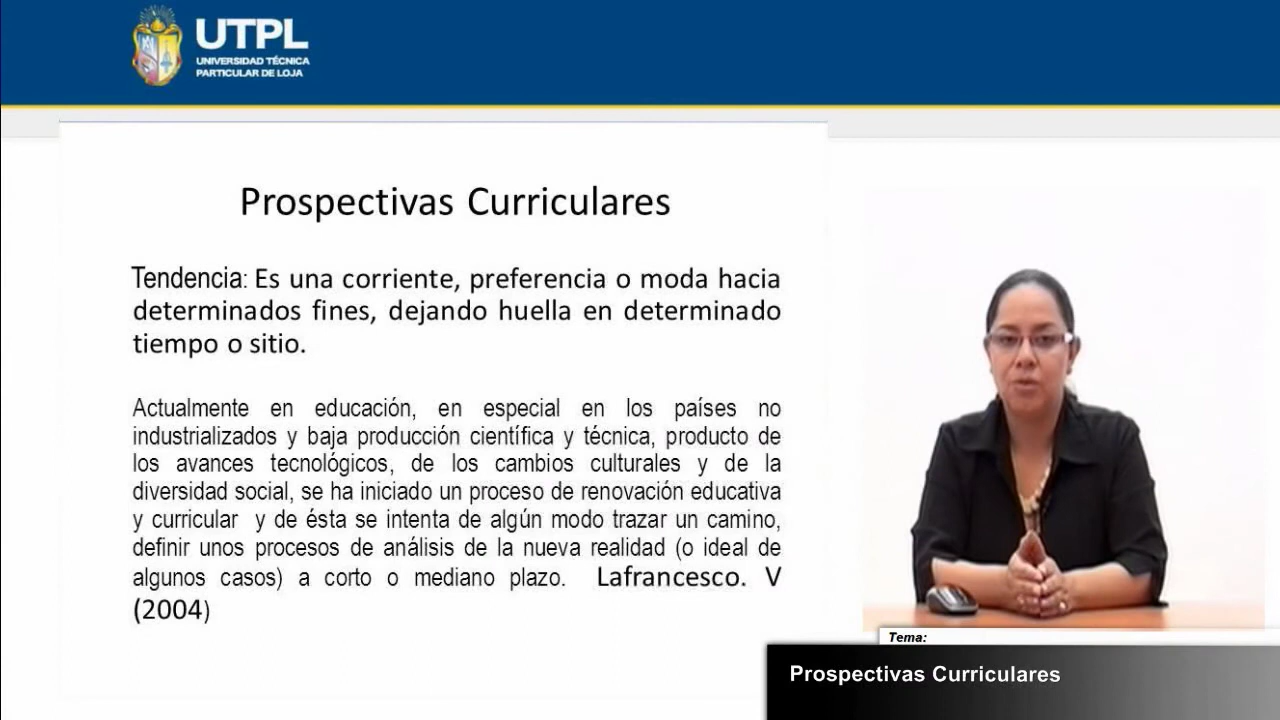 UTPL
UNIVERSIDAD TÉCNICA
PARTICULAR DE LOJA
Prospectivas Curriculares
Tendencia: Es una corriente, preferencia o moda hacia
determinados fines, dejando huella en determinado
tiempo o sitio.
Actualmente en educación, en especial en los países no
industrializados y baja producción científica y técnica, producto de
los avances tecnológicos, de los cambios culturales y de la
diversidad social, se ha iniciado un proceso de renovación educativa
y curricular y de ésta se intenta de algún modo trazar un camino,
definir unos procesos de análisis de la nueva realidad (o ideal de
algunos casos) a corto o mediano plazo. Lafrancesco. V
(2004)
Tema:
Prospectivas Curriculares